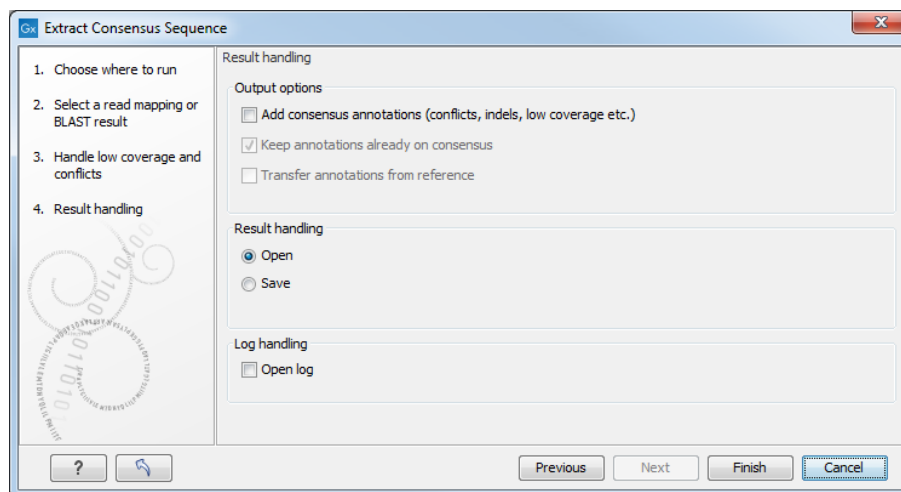 Gx Extract Consensus Sequence
1. Choose where to run
2. Select a read mapping or
BLAST result
3. Handle low coverage and
conflicts
4. Result handling
Result handling
Output options
Add consensus annotations (conflicts, indels, low coverage etc.)
Keep annotations already on consensus
Transfer annotations from reference
Result handling
Open
Save
Log handling
Open log
?
Previous
Next
Finish
Cancel